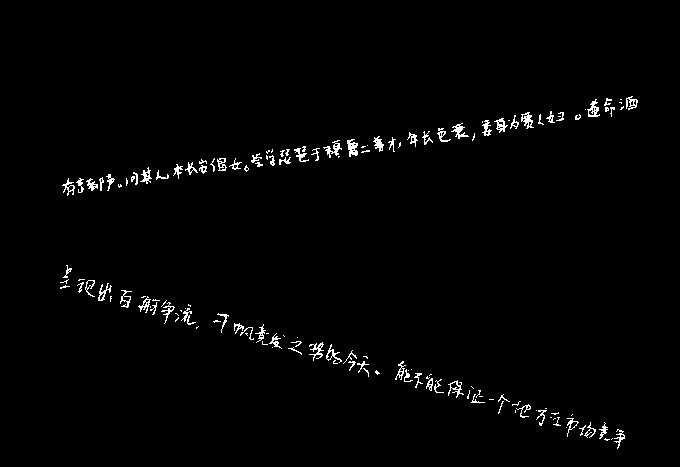 有京都声。问其人，本长安倡女。尝学琵琶于穆、曹二善才，年长色衰，委身为贾人妇。遂命酒
呈现出百舸争流，千帆竞发之势的今天。能不能保证一个地方在市场竞争